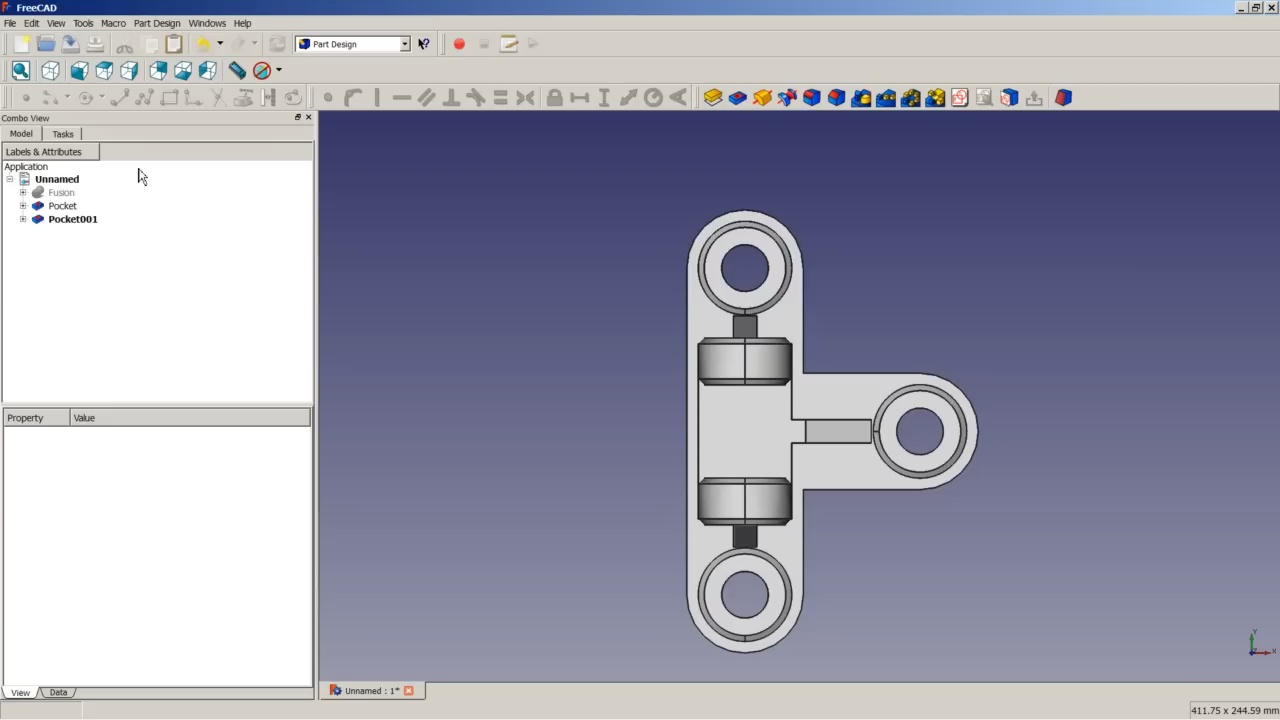 FreeCAD
File Edit View Tools Macro Part Design Windows Help
Part Design
Combo View
Model Tasks
Labels & Attributes
Application
Unnamed
Fusion
Pocket
Pocket001
Property Value
Y
X
View Data
Unnamed : 1*
411.75 x 244.59 mm